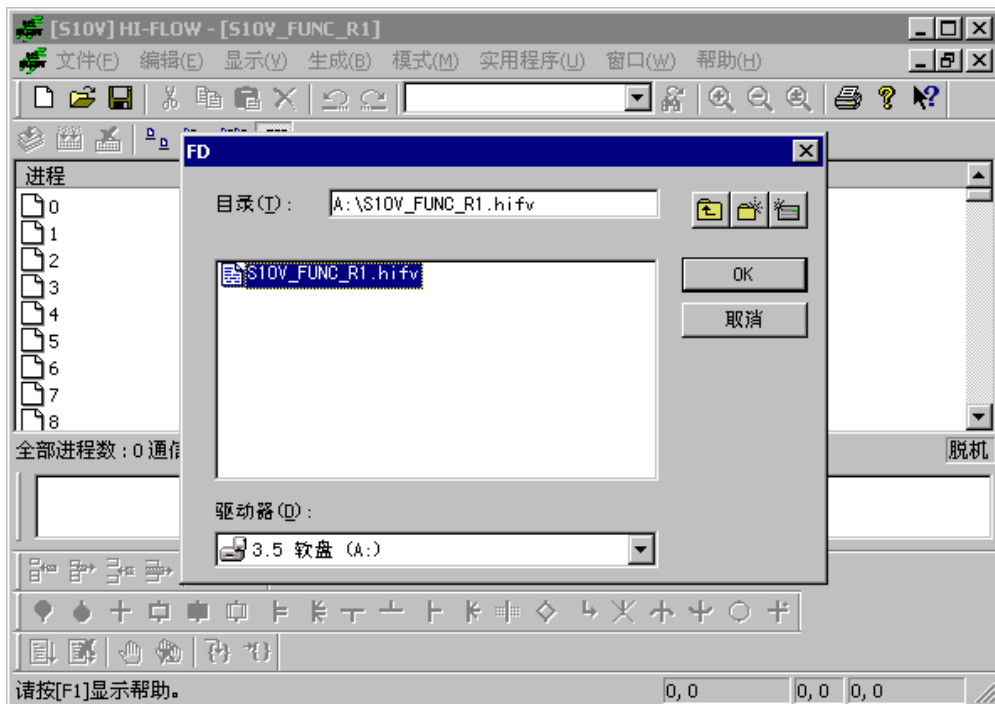 [S10V] HI-FLOW - [S10V_FUNC_R1]
文件(F) 编辑(E) 显示(V) 生成(B) 模式(M) 实用程序(U) 窗口(W) 帮助(H)
FD
进程
目录(T): A:\S10V_FUNC_R1.hifv
0
1
2
3
4
5
6
7
8
S10V_FUNC_R1.hifv
OK
取消
全部进程数:0 通信
脱机
驱动器(D):
3.5 软盘 (A:)
请按[F1]显示帮助。
0, 0 0, 0 0, 0